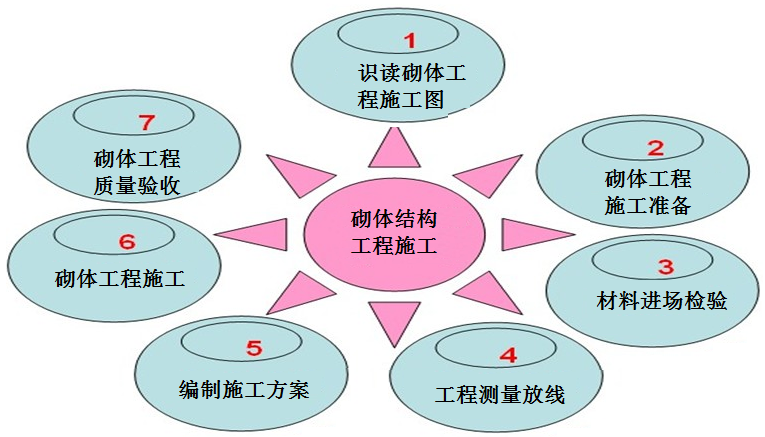 1
识读砌体工
程施工图
2
砌体工程
施工准备
3
材料进场检验
4
工程测量放线
5
编制施工方案
6
砌体工程施工
7
砌体工程
质量验收
砌体结构
工程施工